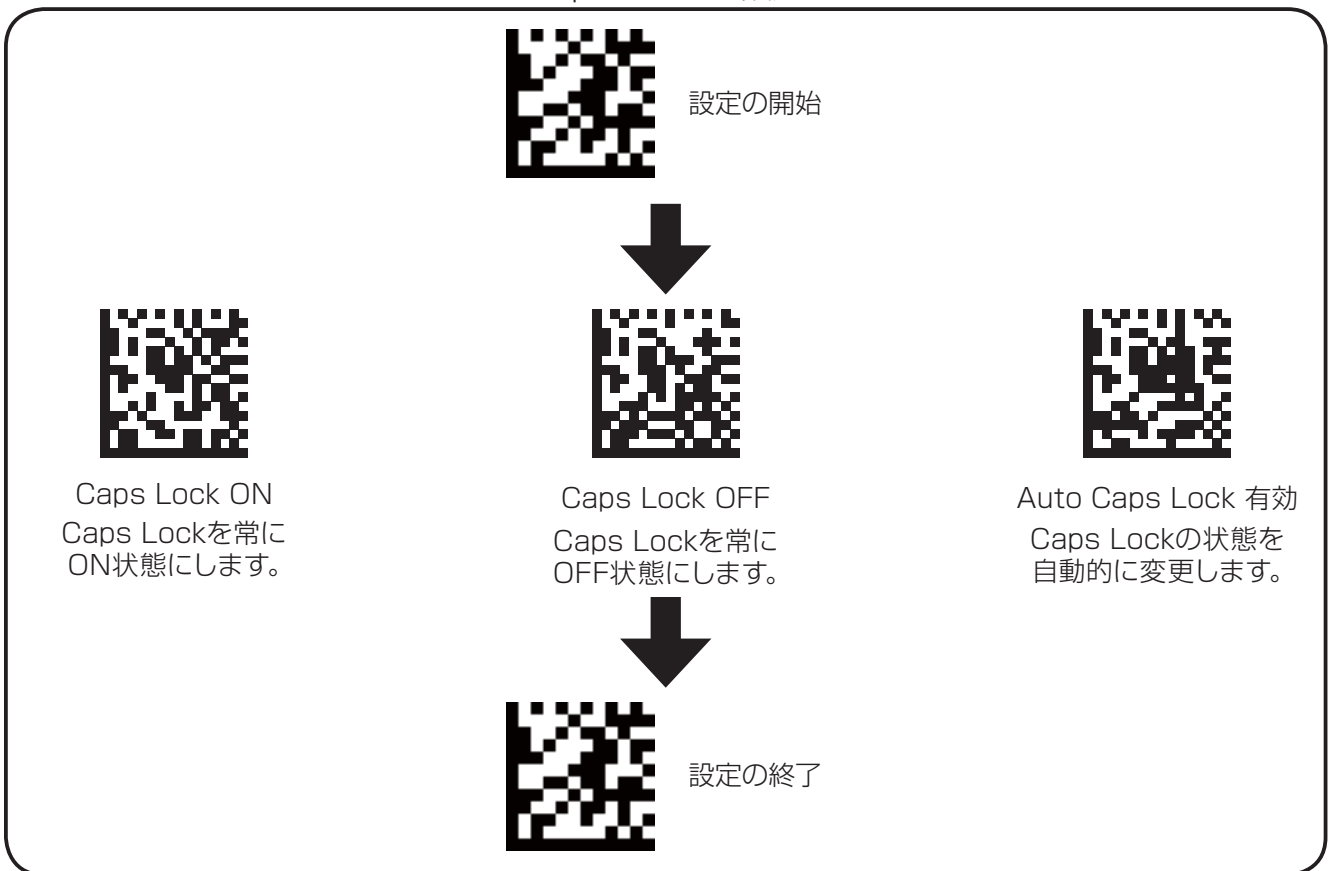 設定の開始
Caps Lock ON
Caps Lockを常に
ON状態にします。
Caps Lock OFF
Caps Lockを常に
OFF状態にします。
Auto Caps Lock 有効
Caps Lockの状態を
自動的に変更します。
設定の終了